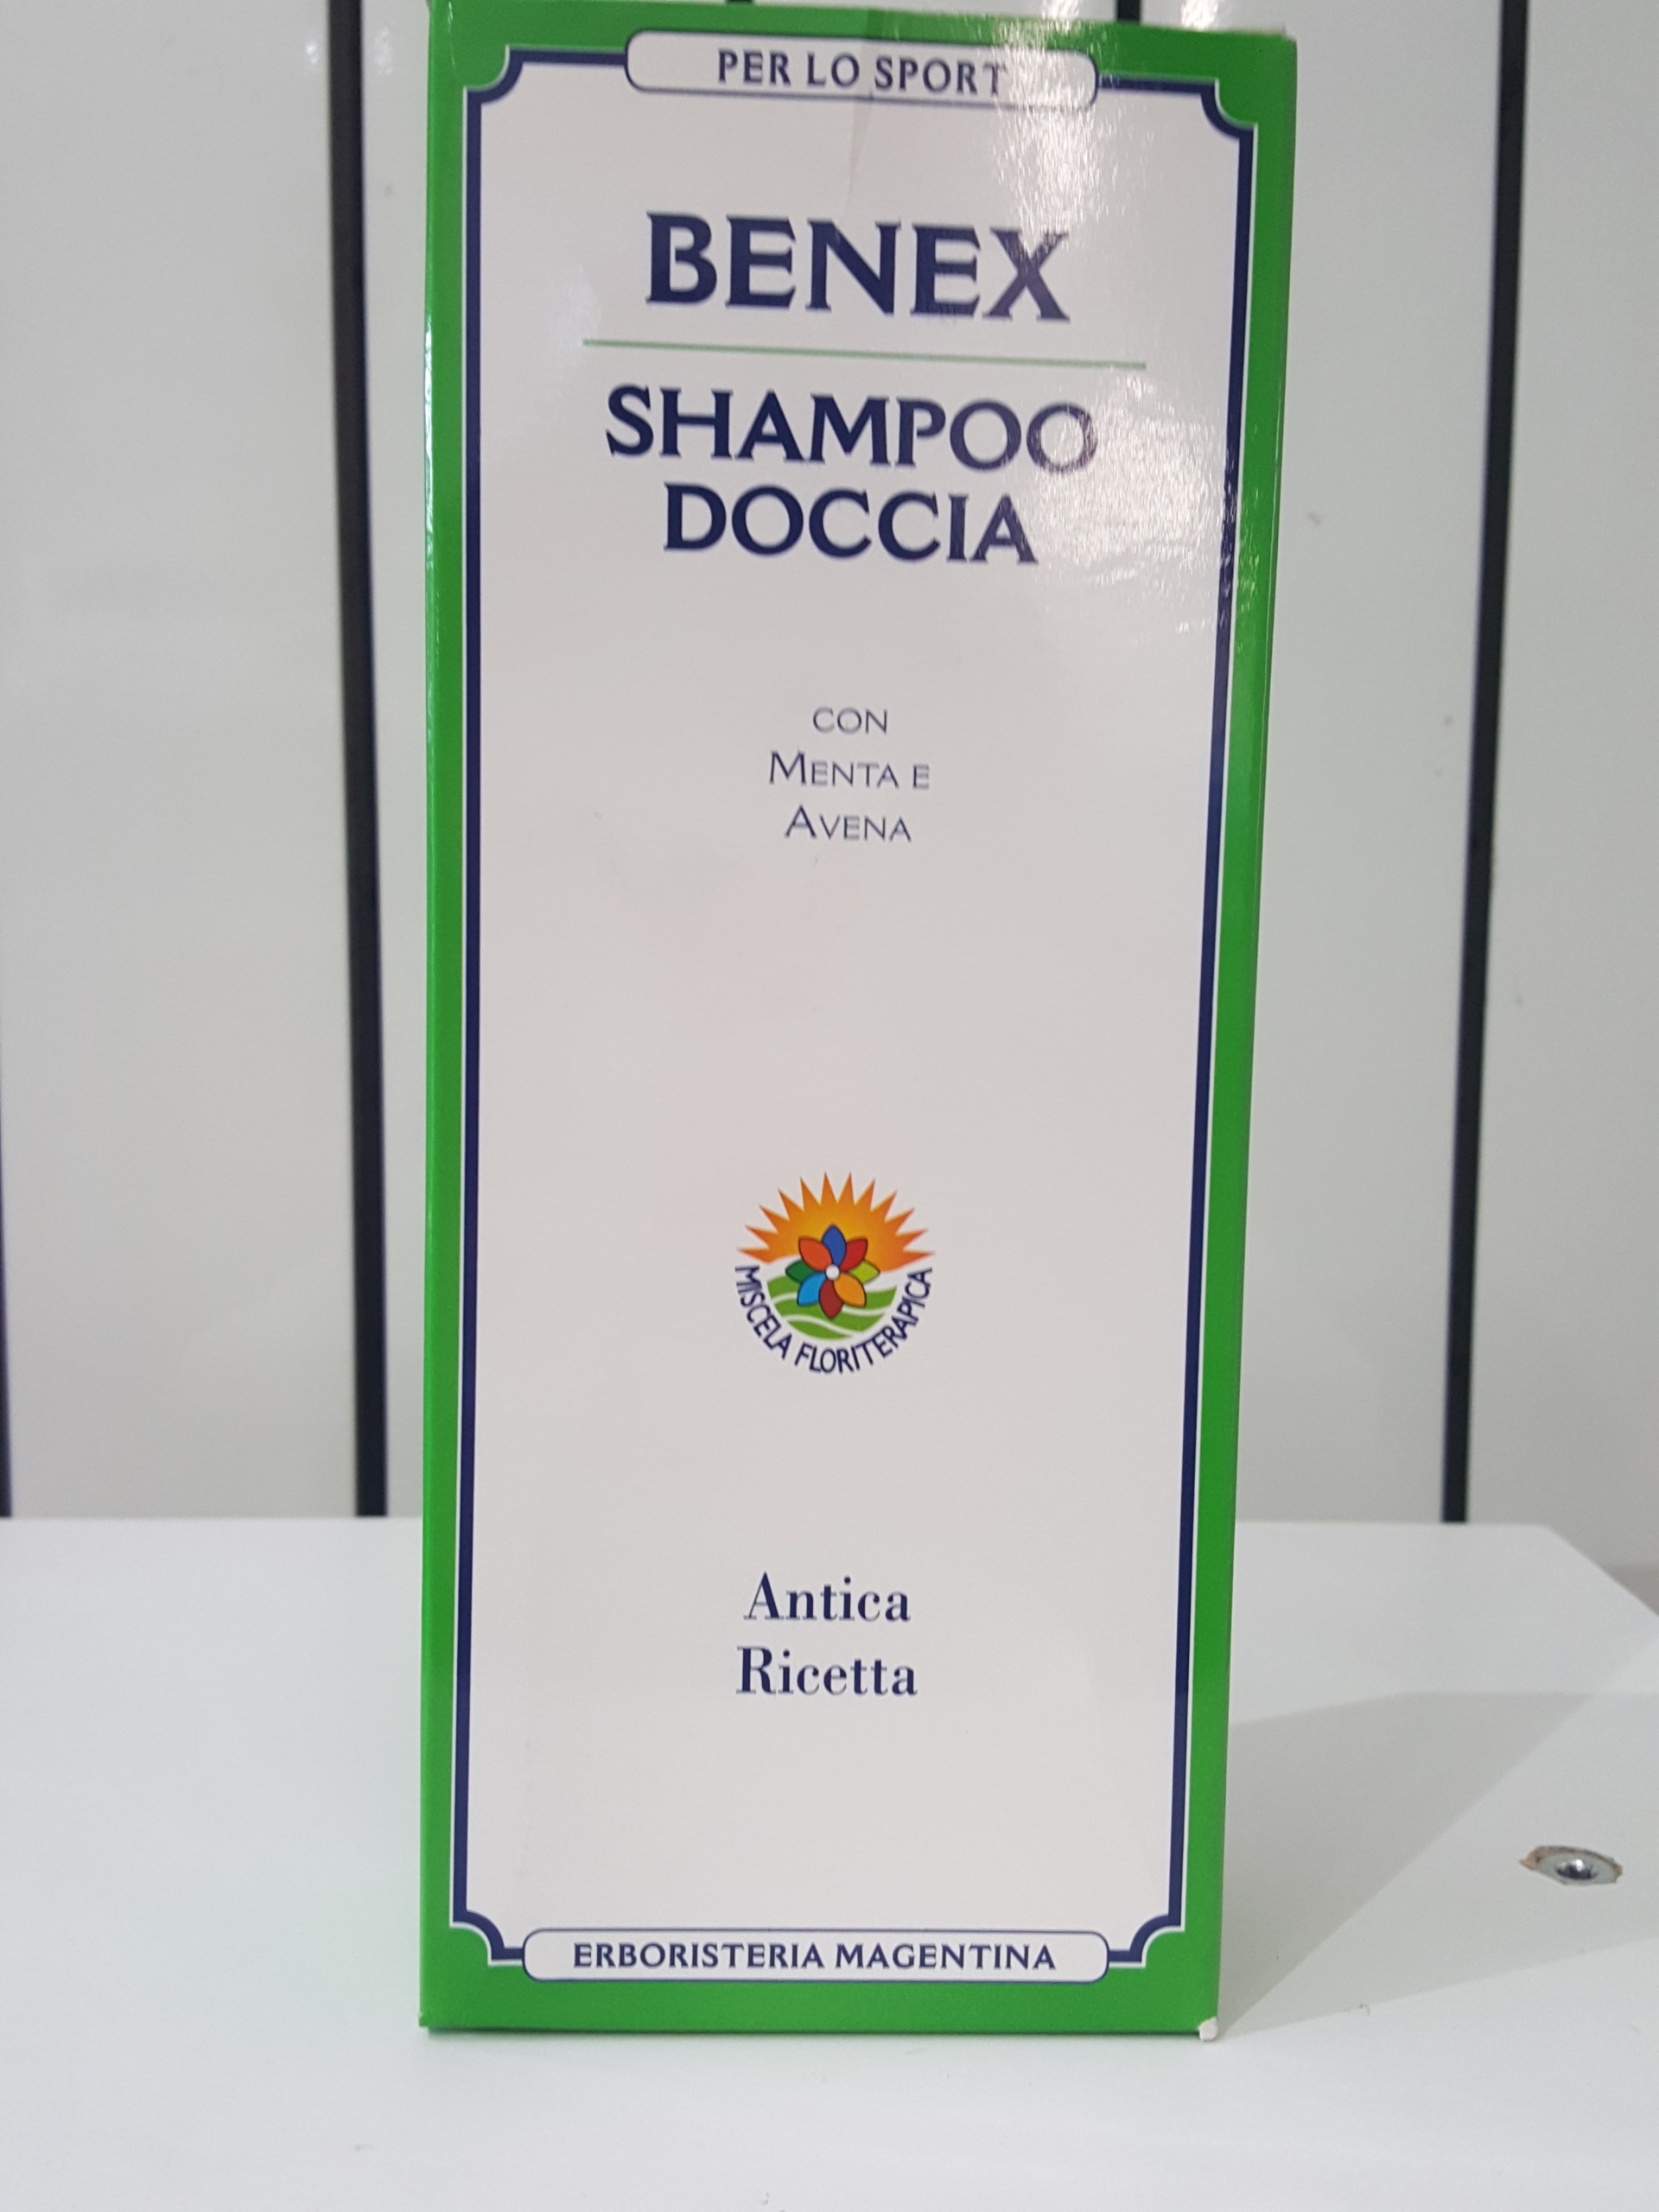 PER LO SPORT
BENEX
SHAMPOO
DOCCIA
CON
MENTA E
AVENA
MISCELA FLORITERAPICA
Antica
Ricetta
ERBORISTERIA MAGENTINA